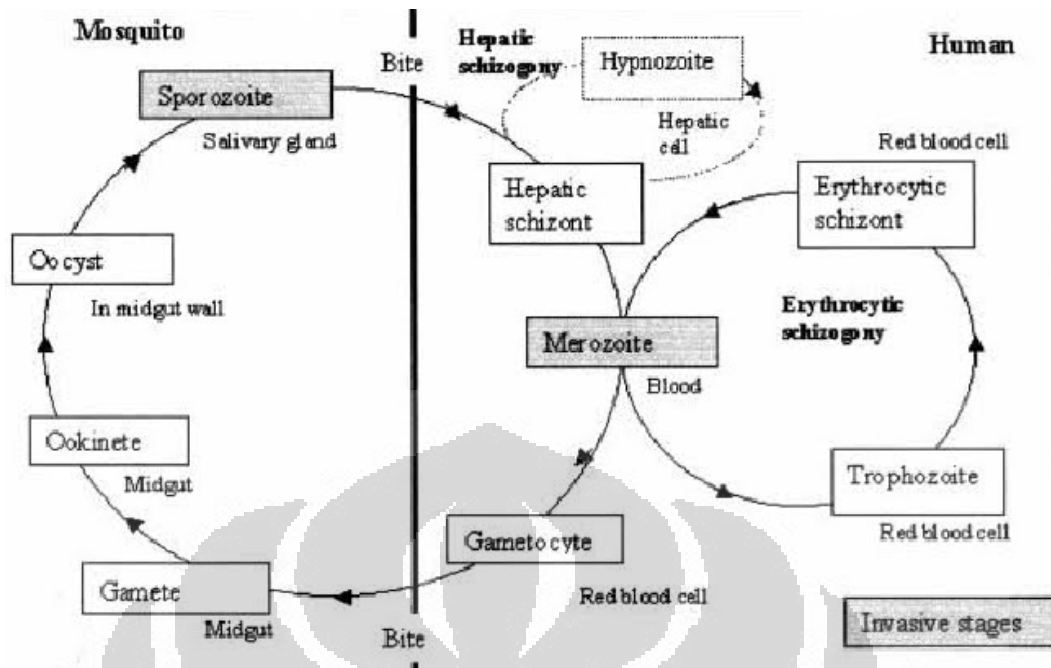 Mosquito
Bite
Hepatic
schizogony
Hypnozoite
Human
Sporozoite
Salivary gland
Hepatic
cell
Hepatic
schizont
Red blood cell
Erythrocytic
schizont
Oocyst
In midgut wall
Erythrocytic
schizogony
Merozoite
Blood
Ookinete
Midgut
Trophozoite
Red blood cell
Gametocyte
Red blood cell
Gamete
Midgut
Bite
Invasive stages